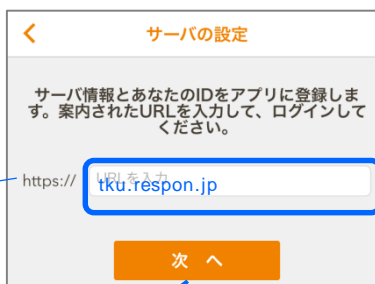 サーバの設定
サーバ情報とあなたのIDをアプリに登録しま
す。案内されたURLを入力して、ログインして
ください。
https:// URLを入力
tku.respon.jp
次 へ